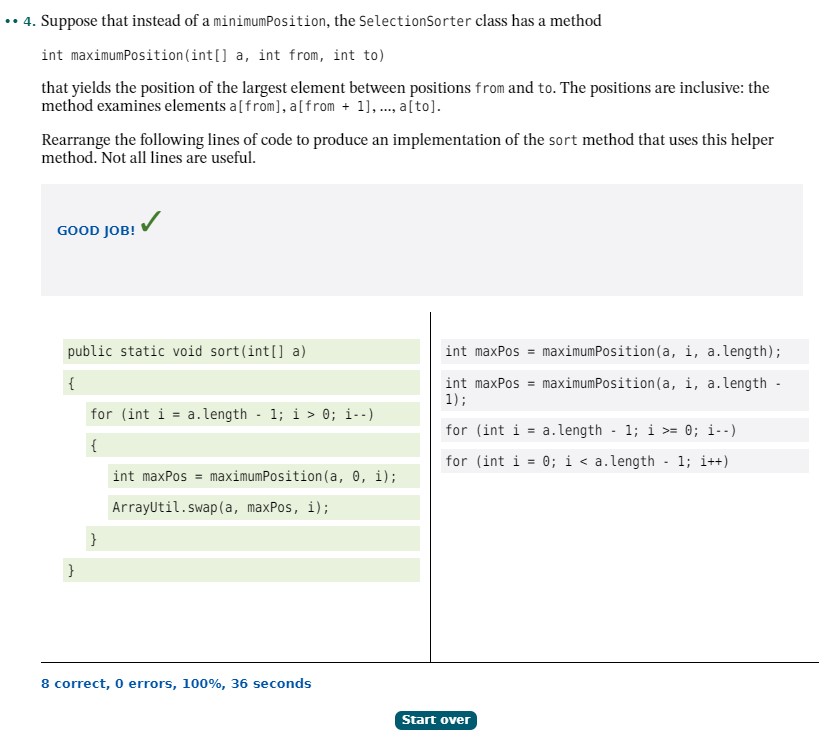 •• 4. Suppose that instead of a minimumPosition, the SelectionSorter class has a method
int maximumPosition(int[] a, int from, int to)
that yields the position of the largest element between positions from and to. The positions are inclusive: the
method examines elements a[from], a[from + 1], ..., a[to].
Rearrange the following lines of code to produce an implementation of the sort method that uses this helper
method. Not all lines are useful.
GOOD JOB! ✓
public static void sort(int[] a)
{
for (int i = a.length - 1; i > 0; i--)
{
int maxPos = maximumPosition(a, 0, i);
ArrayUtil.swap(a, maxPos, i);
}
}
int maxPos = maximumPosition(a, i, a.length);
int maxPos = maximumPosition(a, i, a.length -
1);
for (int i = a.length - 1; i >= 0; i--)
for (int i = 0; i < a.length - 1; i++)
8 correct, 0 errors, 100%, 36 seconds
Start over